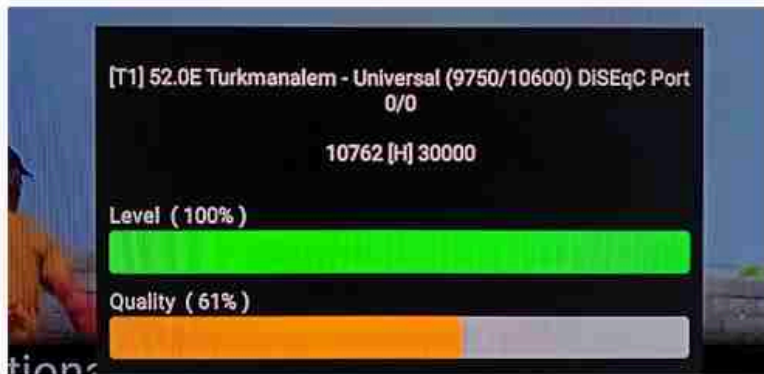 [T1] 52.0E Turkmanalem - Universal (9750/10600) DiSEqC Port
0/0
10762 [H] 30000
Level ( 100% )
Quality ( 61% )